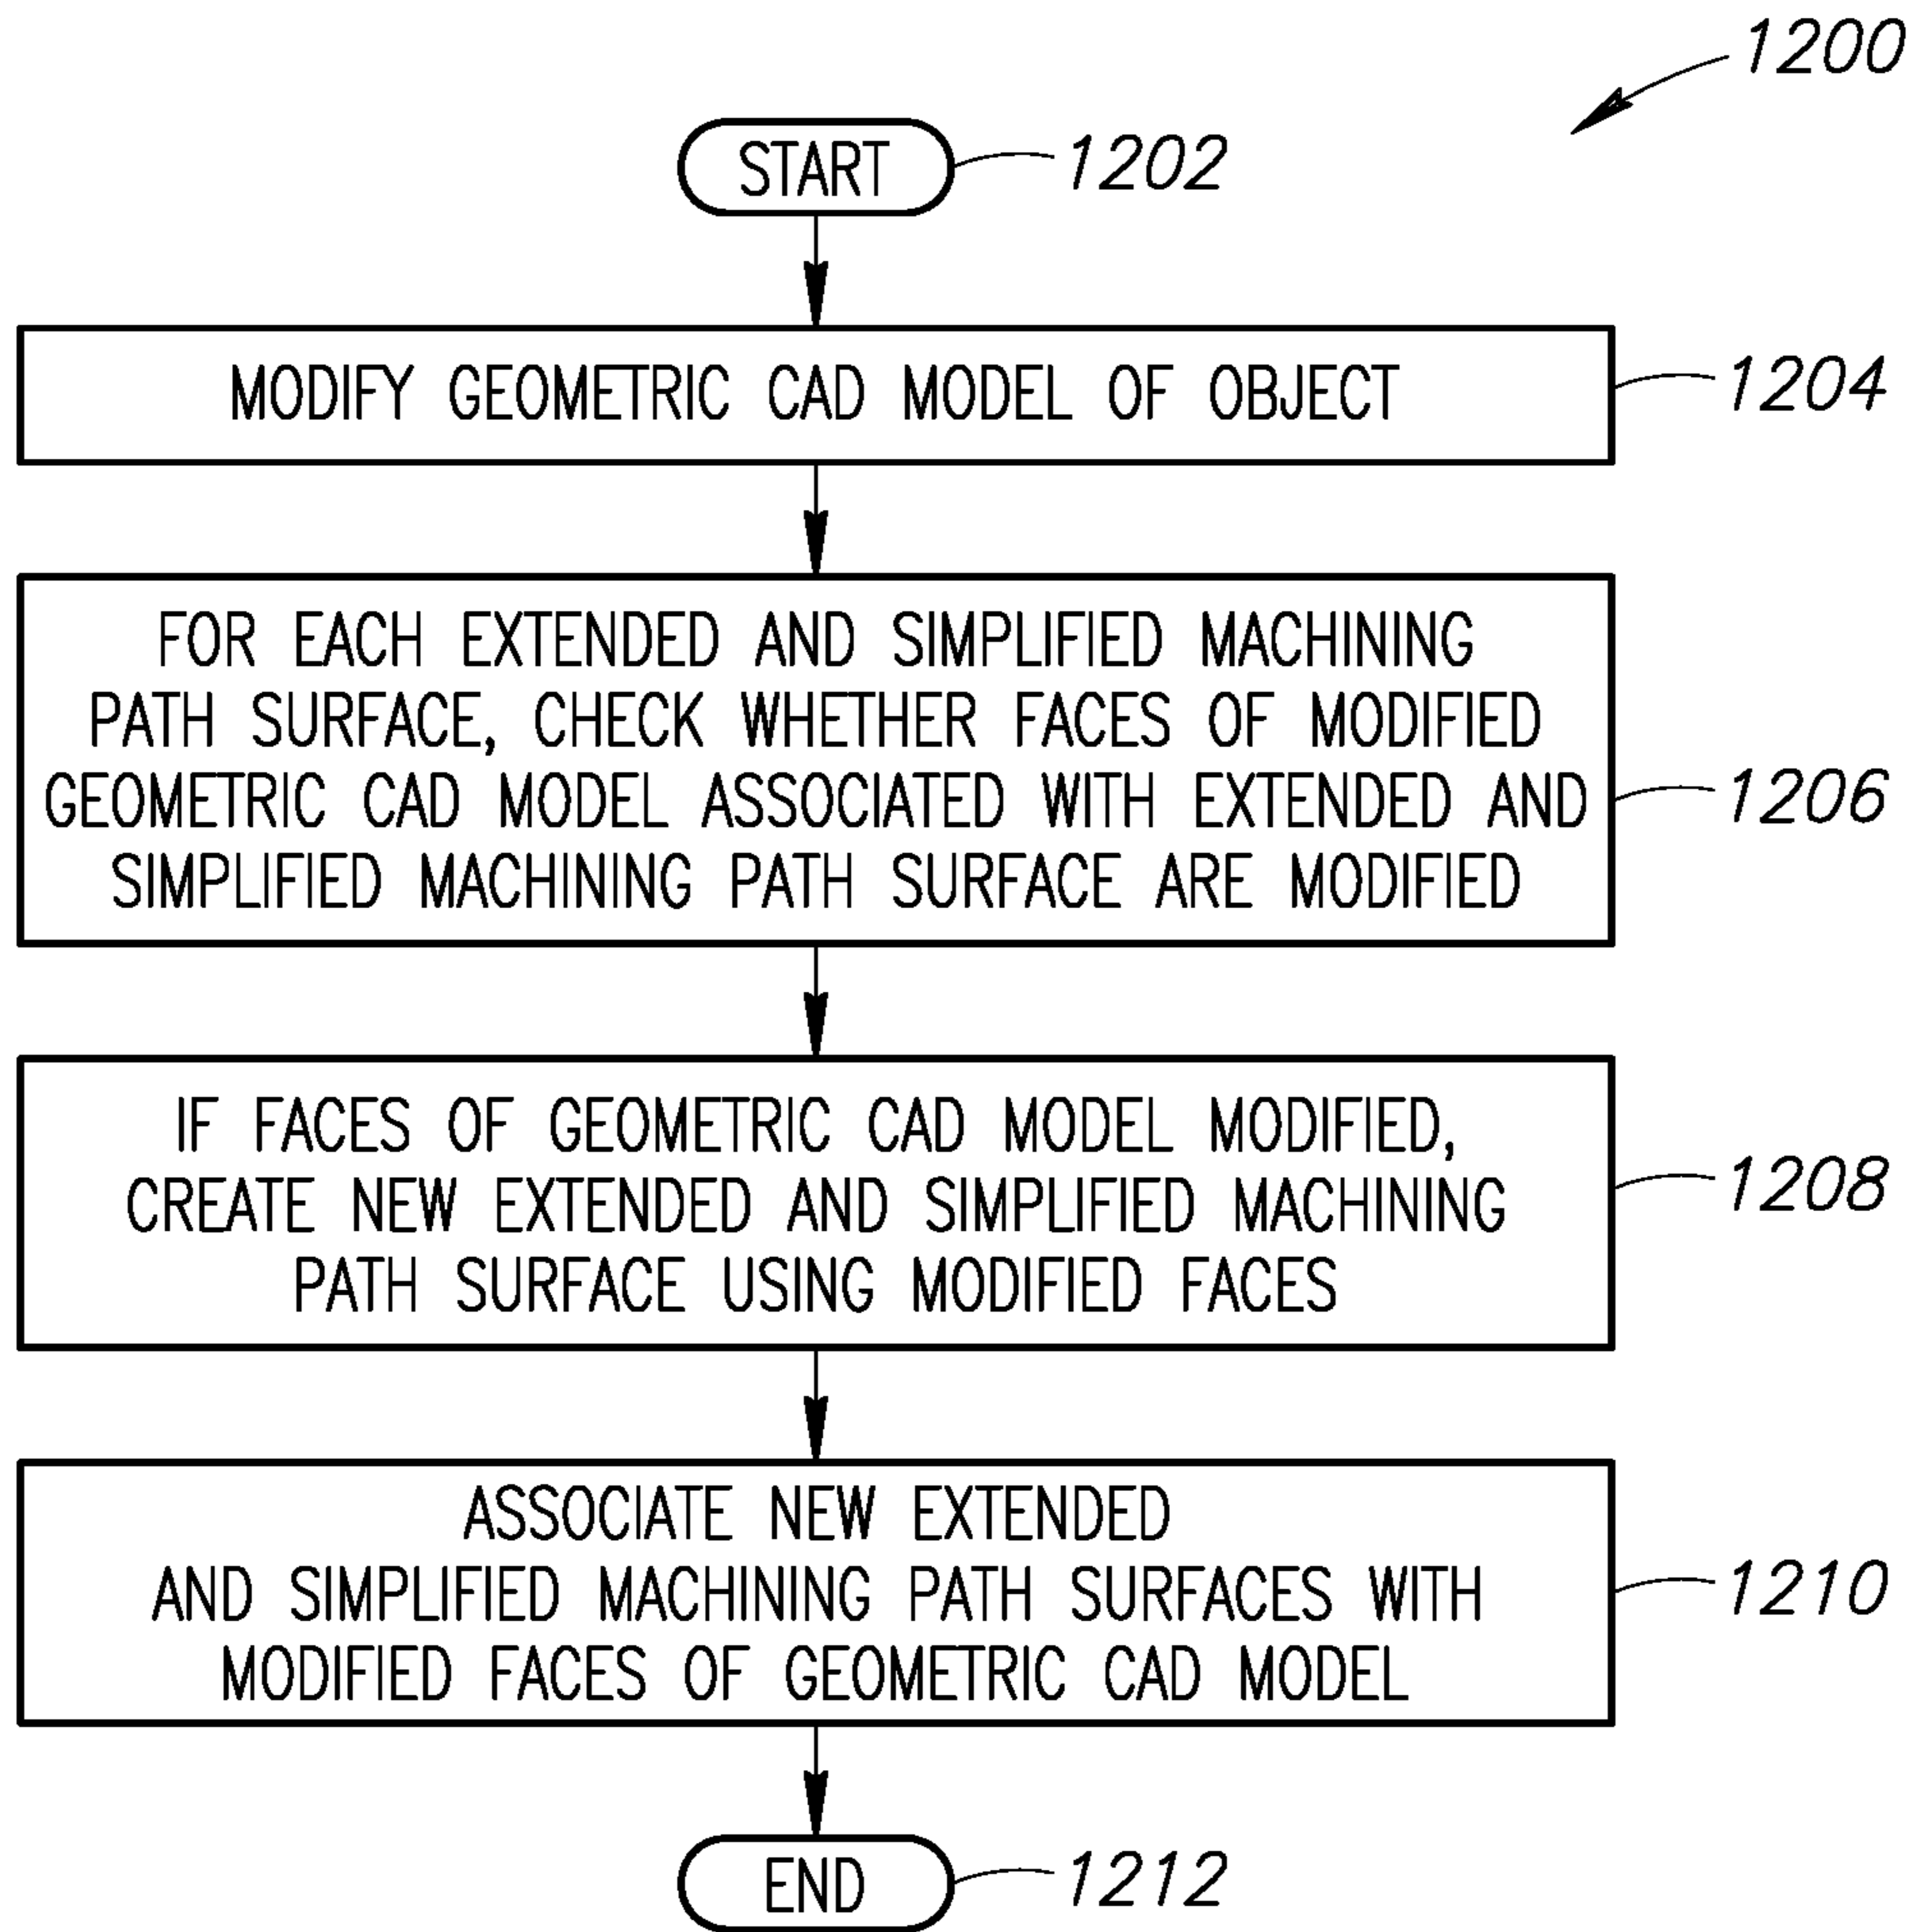 1200
START
1202
MODIFY GEOMETRIC CAD MODEL OF OBJECT
1204
FOR EACH EXTENDED AND SIMPLIFIED MACHINING
PATH SURFACE, CHECK WHETHER FACES OF MODIFIED
GEOMETRIC CAD MODEL ASSOCIATED WITH EXTENDED AND
SIMPLIFIED MACHINING PATH SURFACE ARE MODIFIED
1206
IF FACES OF GEOMETRIC CAD MODEL MODIFIED,
CREATE NEW EXTENDED AND SIMPLIFIED MACHINING
PATH SURFACE USING MODIFIED FACES
1208
ASSOCIATE NEW EXTENDED
AND SIMPLIFIED MACHINING PATH SURFACES WITH
MODIFIED FACES OF GEOMETRIC CAD MODEL
1210
END
1212